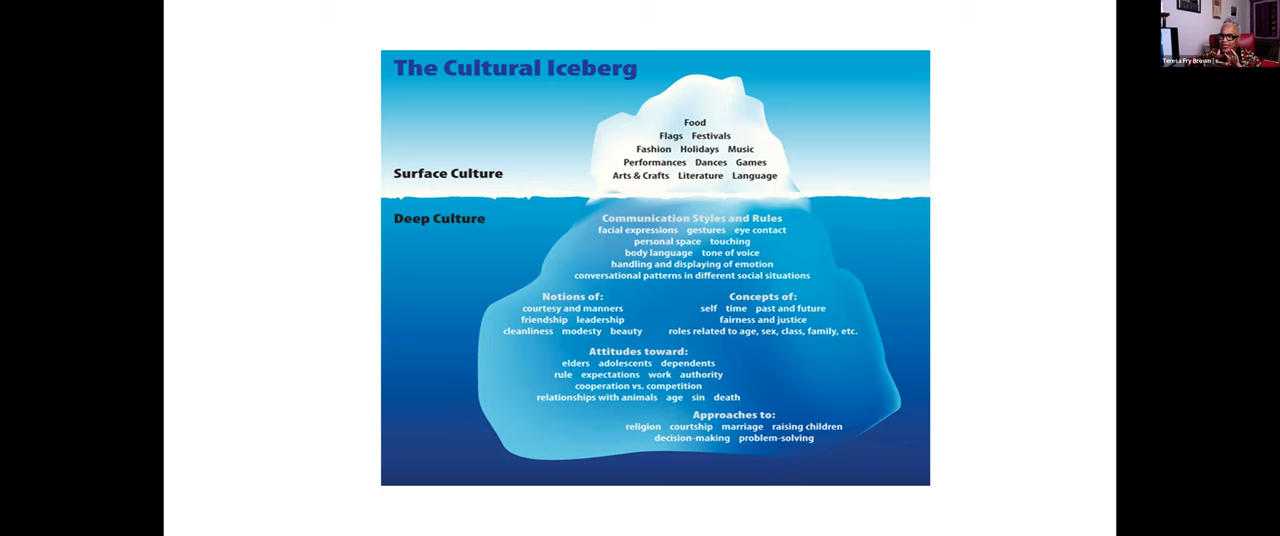 The Cultural Iceberg
Food
Flags Festivals
Fashion Holidays Music
Performances Dances Games
Arts & Crafts Literature Language
Surface Culture
Deep Culture
Communication Styles and Rules
facial expressions gestures eye contact
personal space touching
body language tone of voice
handling and displaying of emotion
conversational patterns in different social situations
Notions of:
courtesy and manners
friendship leadership
cleanliness modesty beauty
Concepts of:
self time past and future
fairness and justice
roles related to age, sex, class, family, etc.
Attitudes toward:
elders adolescents dependents
rule expectations work authority
cooperation vs. competition
relationships with animals age sin death
Approaches to:
religion courtship marriage raising children
decision-making problem-solving
Teresa Fry Brown